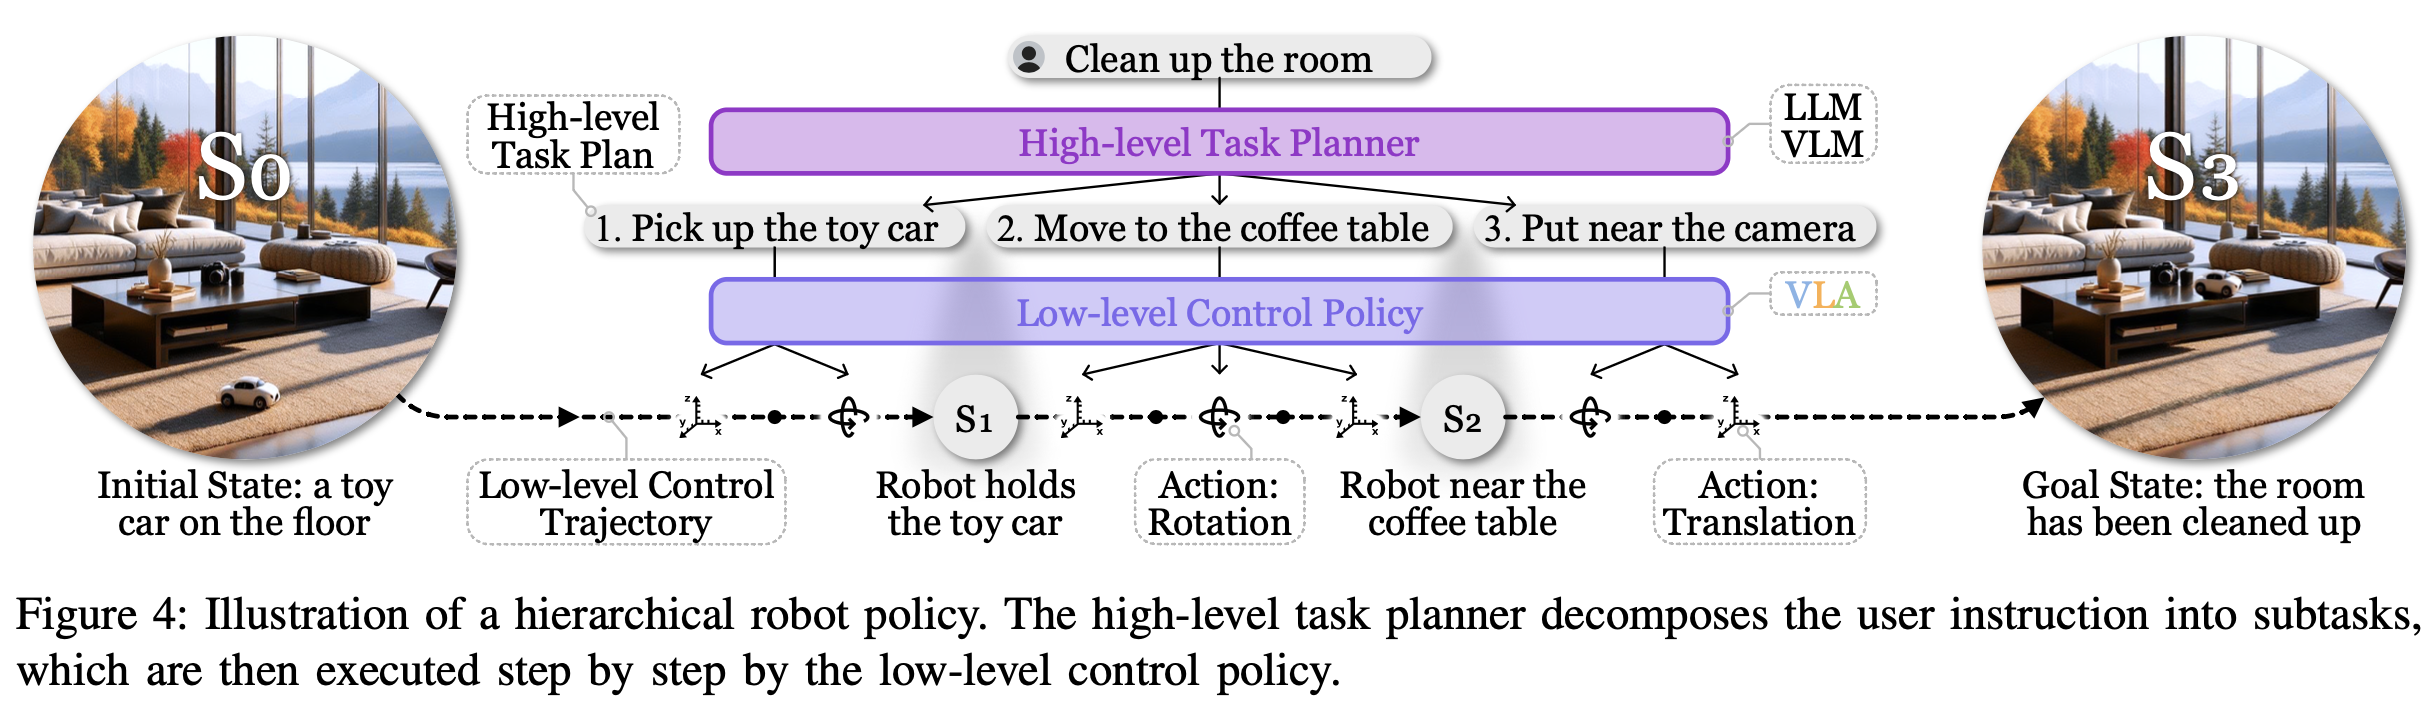 Clean up the room
High-level
Task Plan
High-level Task Planner
LLM
VLM
S0
S3
1. Pick up the toy car
2. Move to the coffee table
3. Put near the camera
Low-level Control Policy
VLA
z
y
x
S1
z
y
x
z
y
x
S2
z
y
x
Initial State: a toy
car on the floor
Low-level Control
Trajectory
Robot holds
the toy car
Action:
Rotation
Robot near the
coffee table
Action:
Translation
Goal State: the room
has been cleaned up
Figure 4: Illustration of a hierarchical robot policy. The high-level task planner decomposes the user instruction into subtasks,
which are then executed step by step by the low-level control policy.